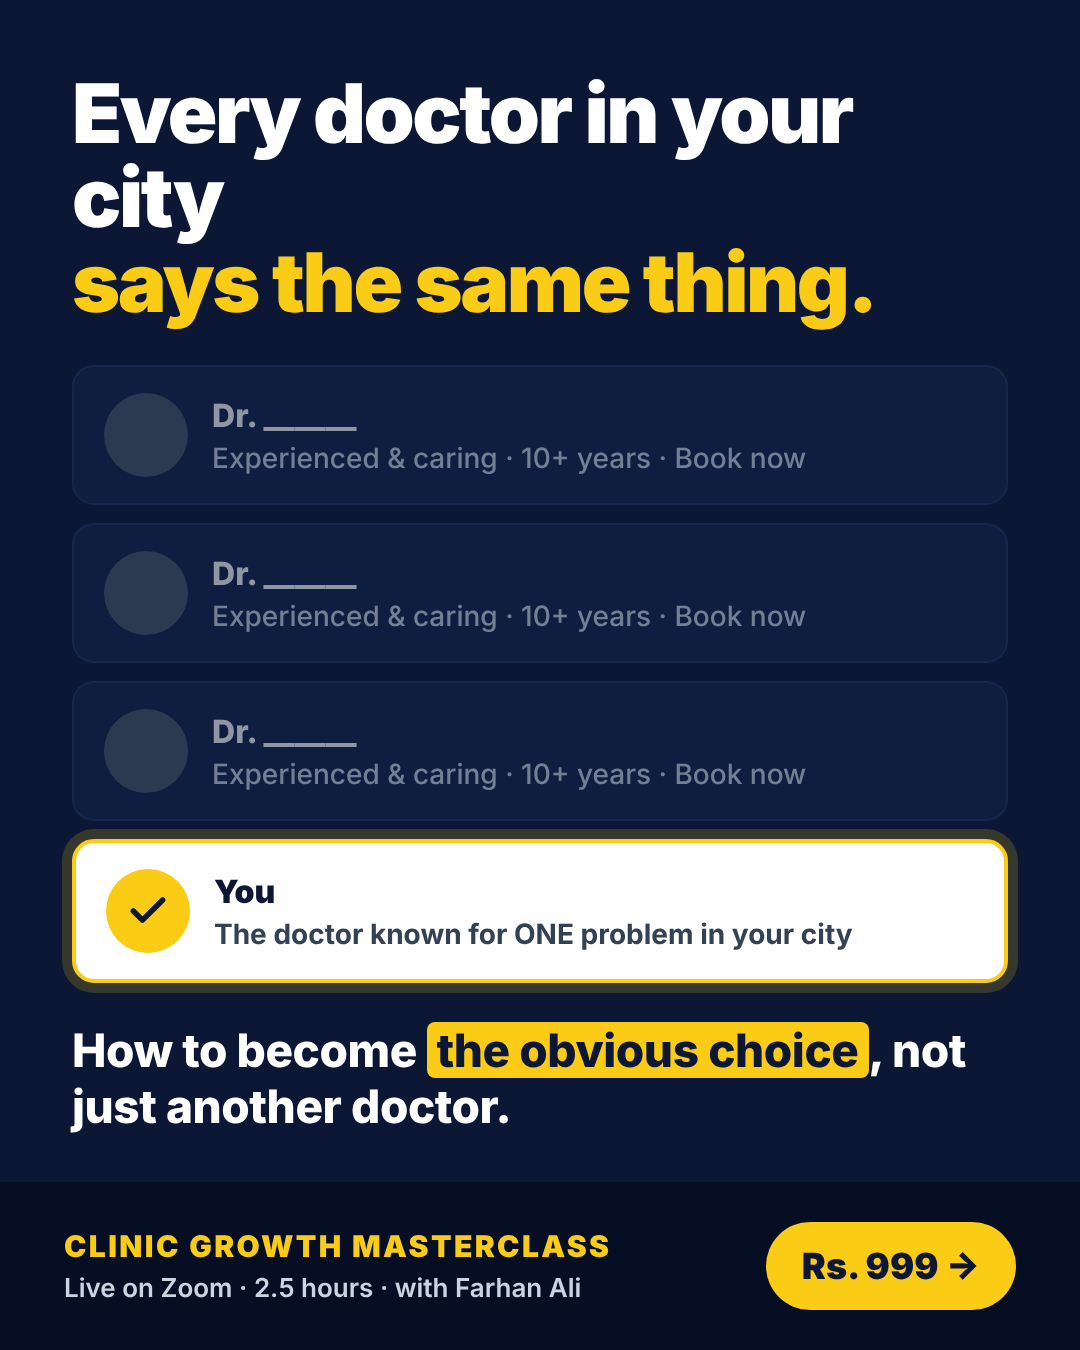 Every doctor in your
city
says the same thing.
Dr. ______
Experienced & caring · 10+ years · Book now
Dr. ______
Experienced & caring · 10+ years · Book now
Dr. ______
Experienced & caring · 10+ years · Book now
You
The doctor known for ONE problem in your city
How to become the obvious choice, not
just another doctor.
CLINIC GROWTH MASTERCLASS
Live on Zoom · 2.5 hours · with Farhan Ali
Rs. 999 →